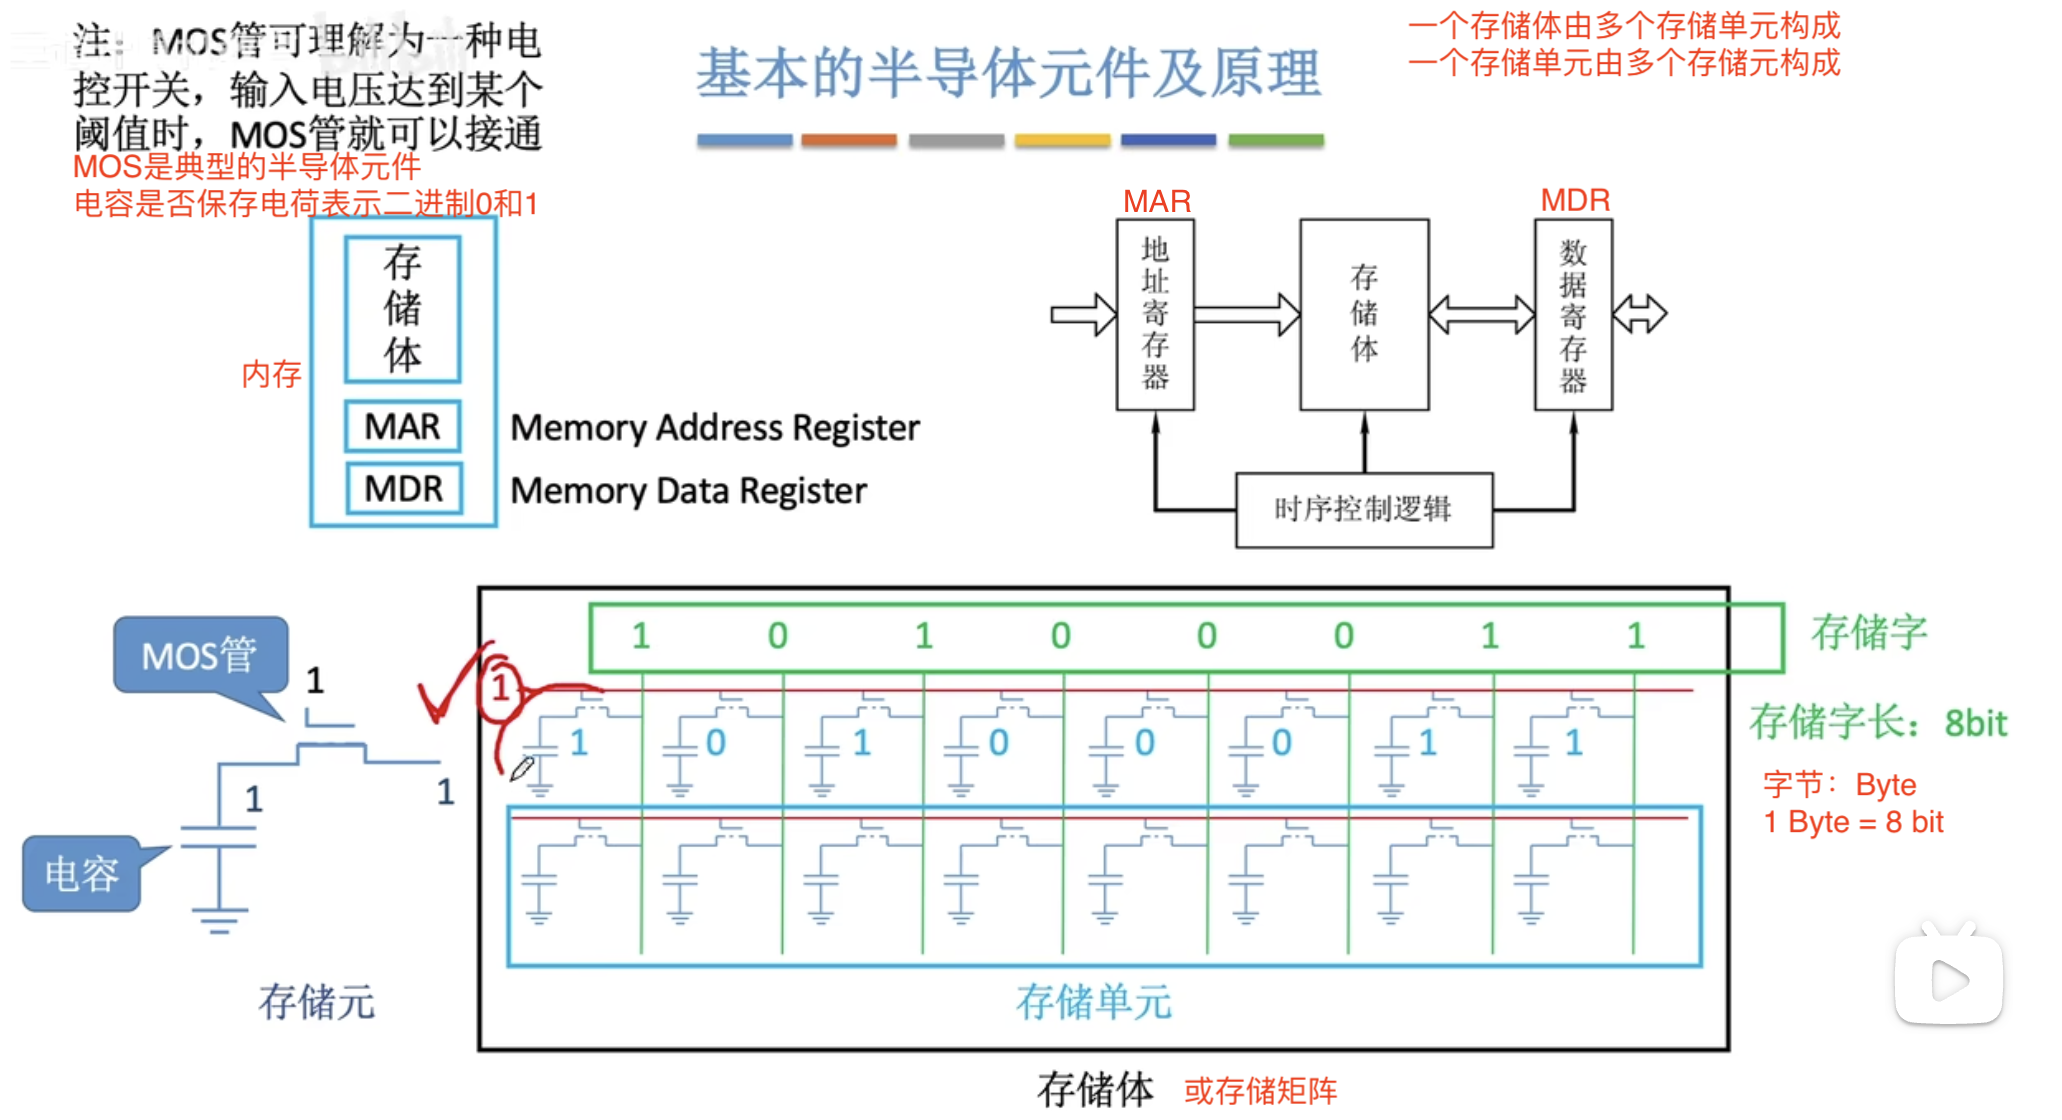 注：MOS管可理解为一种电
控开关，输入电压达到某个
阈值时，MOS管就可以接通
MOS是典型的半导体元件
电容是否保存电荷表示二进制0和1
基本的半导体元件及原理
一个存储体由多个存储单元构成
一个存储单元由多个存储元构成
内存
存储体
MAR
Memory Address Register
MDR
Memory Data Register
MAR
MDR
地址寄存器
存储体
数据寄存器
时序控制逻辑
MOS管
1
1
1
电容
存储元
1 0 1 0 0 0 1 1
存储字
1
1 0 1 0 0 0 1 1
存储字长：8bit
字节：Byte
1 Byte = 8 bit
存储单元
存储体
或存储矩阵